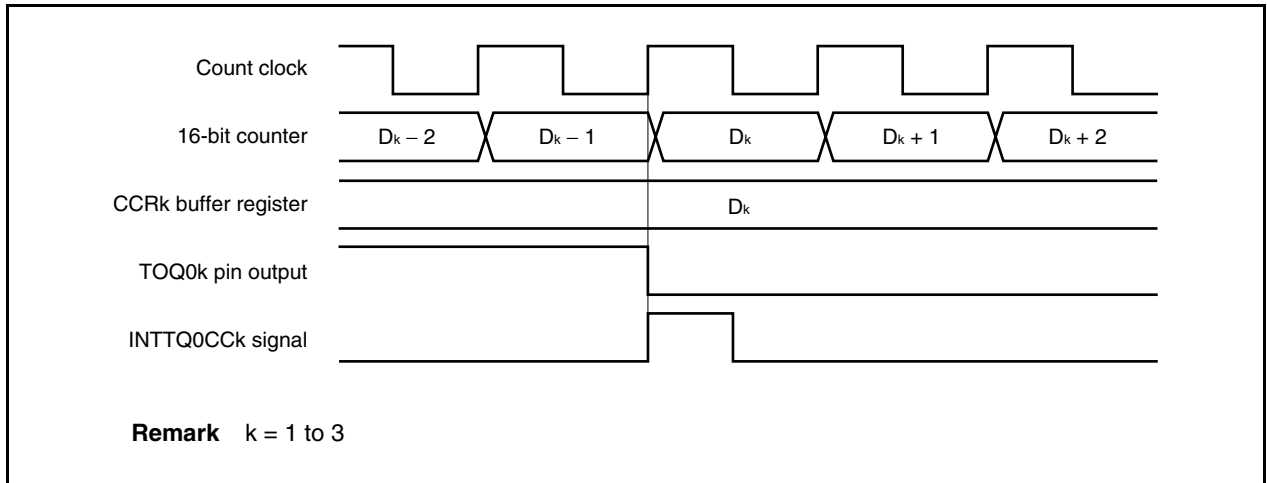 Count clock
16-bit counter Dk − 2 Dk − 1 Dk Dk + 1 Dk + 2
CCRk buffer register Dk
TOQ0k pin output
INTTQ0CCk signal
Remark k = 1 to 3